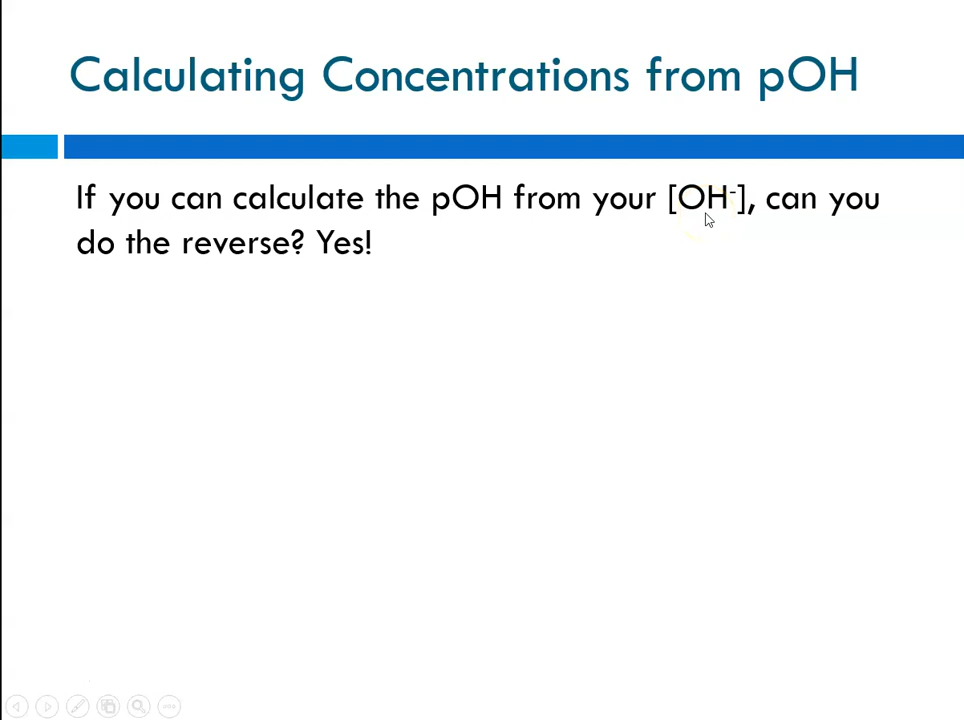 Calculating Concentrations from pOH
If you can calculate the pOH from your [OH⁻], can you
do the reverse? Yes!